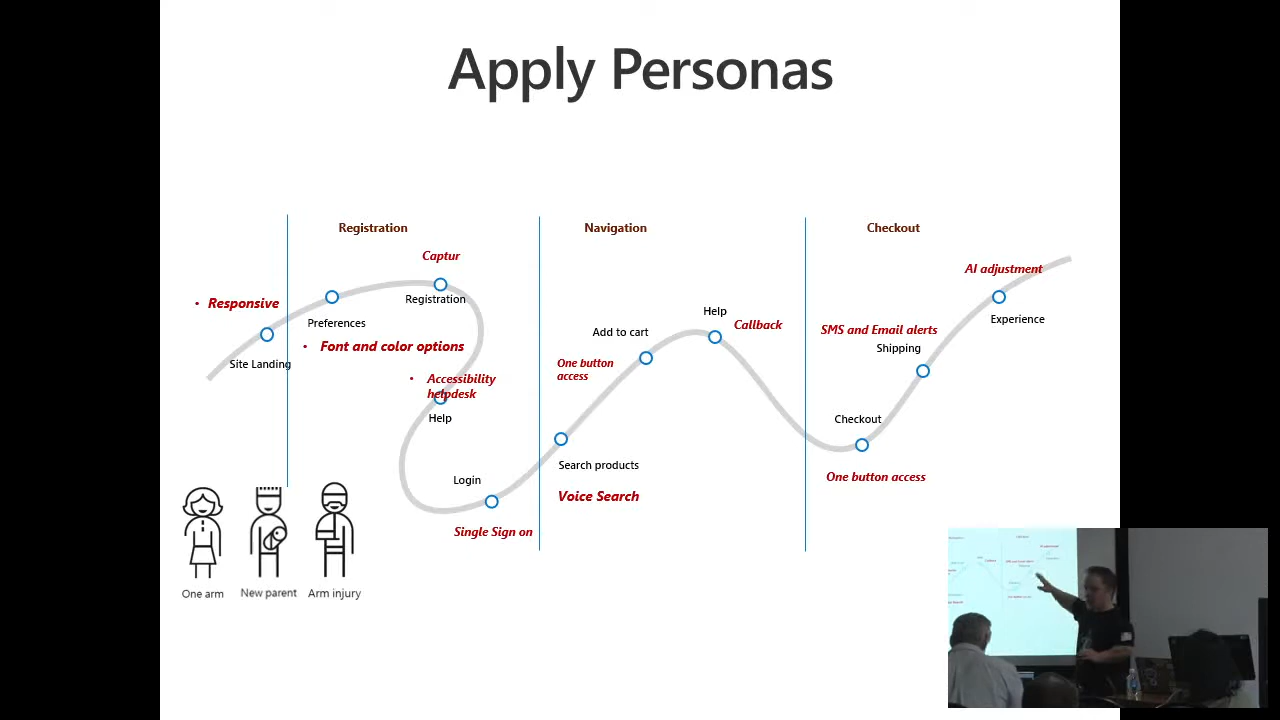 Apply Personas
Registration
Navigation
Checkout
Captur
AI adjustment
• Responsive
Registration
Preferences
Help
Experience
Callback
Add to cart
SMS and Email alerts
Shipping
• Font and color options
Site Landing
One button
access
• Accessibility
helpdesk
Help
Checkout
Search products
Login
One button access
Voice Search
Single Sign on
One arm
New parent
Arm injury